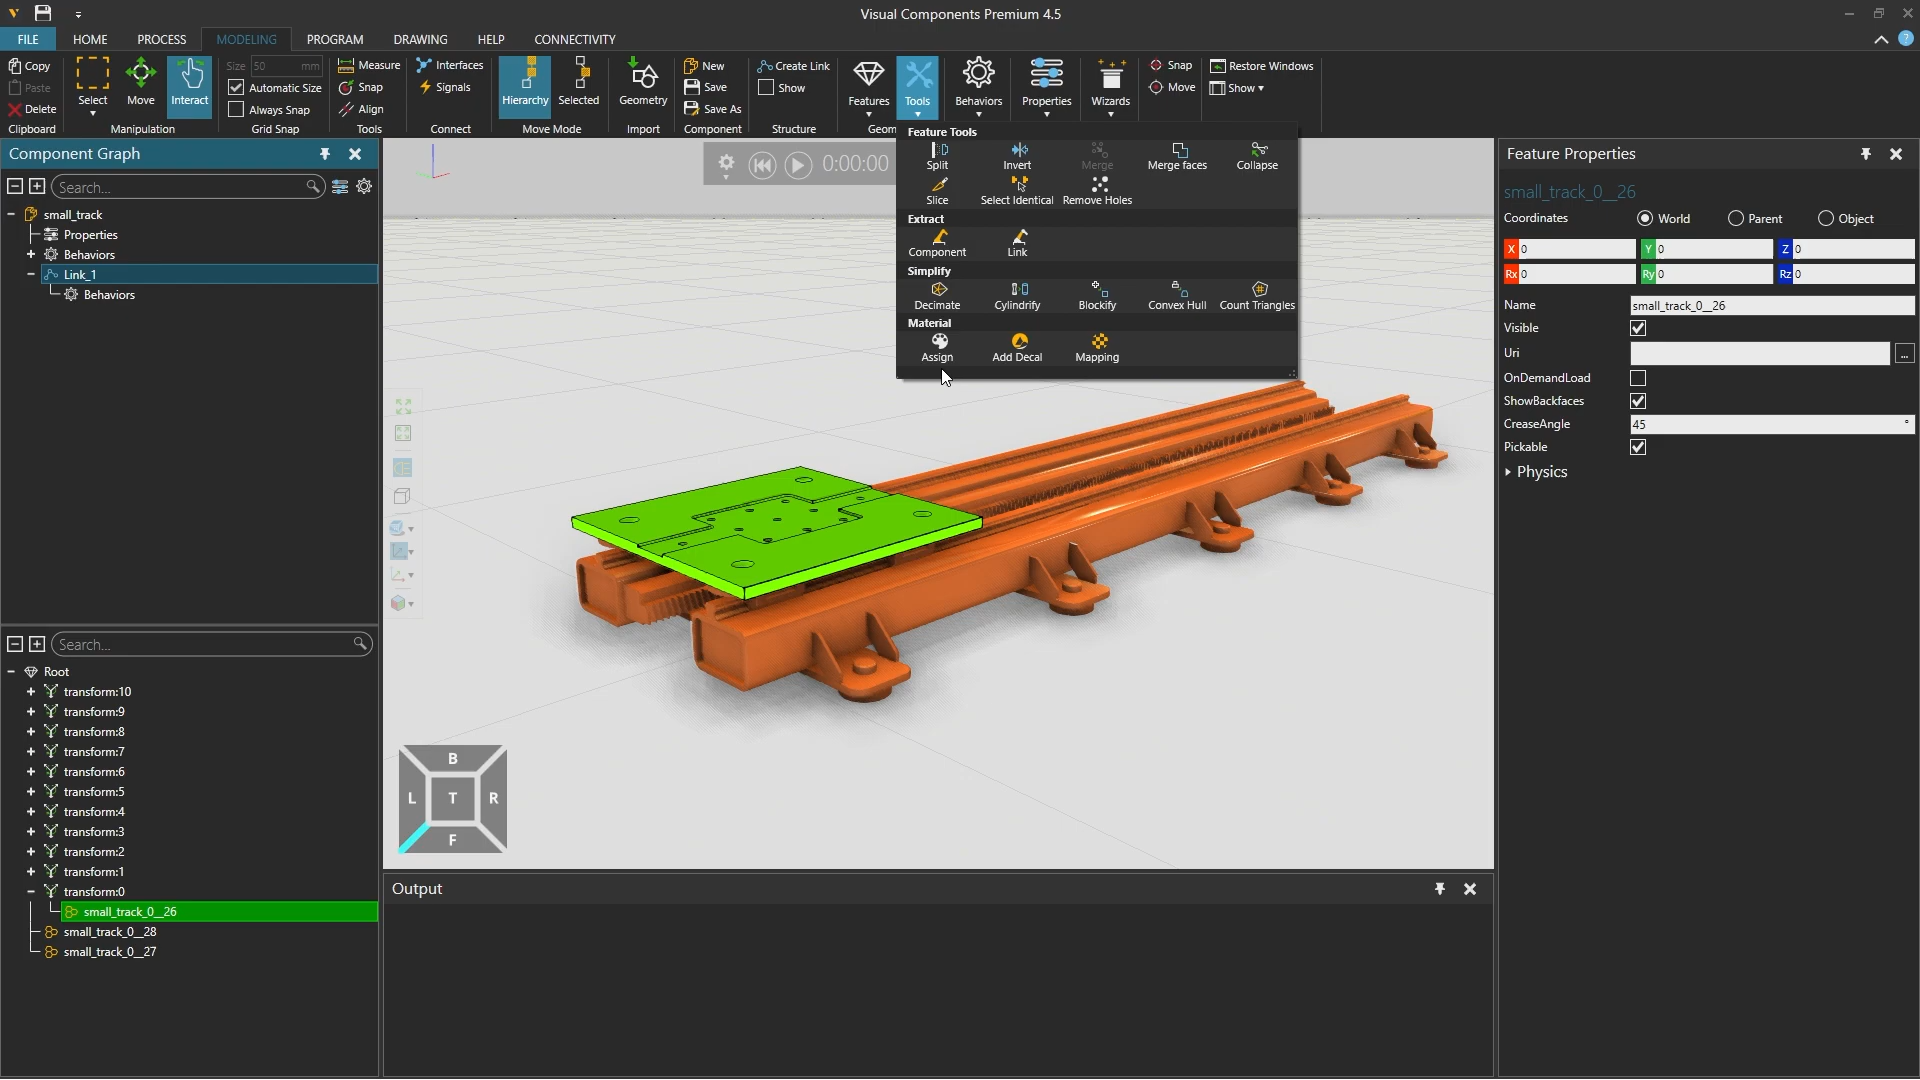 Visual Components Premium 4.5
FILE HOME PROCESS MODELING PROGRAM DRAWING HELP CONNECTIVITY
Copy
Paste
Delete
Clipboard
Select
Move
Interact
Manipulation
Size 50 mm
Automatic Size
Always Snap
Grid Snap
Measure
Snap
Align
Tools
Interfaces
Signals
Connect
Hierarchy
Selected
Move Mode
Geometry
Import
New
Save
Save As
Component
Create Link
Show
Structure
Features
Tools
Geom
Behaviors
Properties
Wizards
Snap
Move
Restore Windows
Show
Component Graph
Search...
small_track
Properties
Behaviors
Link_1
Behaviors
Search...
Root
transform:10
transform:9
transform:8
transform:7
transform:6
transform:5
transform:4
transform:3
transform:2
transform:1
transform:0
small_track_0__26
small_track_0__28
small_track_0__27
0:00:00
Feature Tools
Split Invert Merge Merge faces Collapse
Slice Select Identical Remove Holes
Extract
Component Link
Simplify
Decimate Cylindrify Blockify Convex Hull Count Triangles
Material
Assign Add Decal Mapping
B
L T R
F
Output
Feature Properties
small_track_0__26
Coordinates World Parent Object
X 0 Y 0 Z 0
Rx 0 Ry 0 Rz 0
Name small_track_0__26
Visible
Uri ...
OnDemandLoad
ShowBackfaces
CreaseAngle 45 °
Pickable
Physics